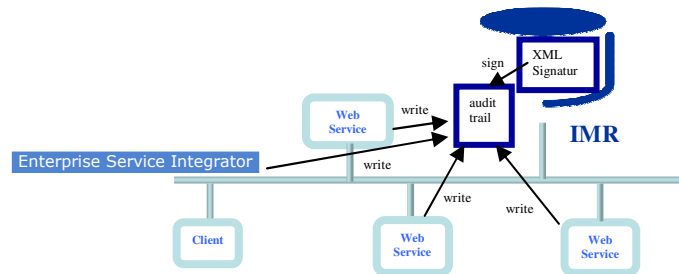 sign
XML
Signatur
audit
trail
write
Web
Service
IMR
Enterprise Service Integrator
write
write
write
Client
Web
Service
Web
Service